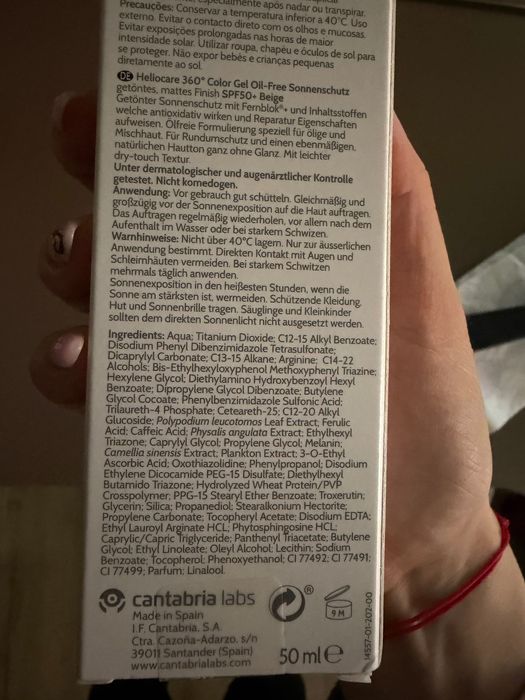 especialmente após nadar ou transpirar.
Precauções: Conservar a temperatura inferior a 40°C. Uso
externo. Evitar o contacto direto com os olhos e mucosas.
Evitar exposições prolongadas nas horas de maior
intensidade solar. Utilizar roupa, chapéu e óculos de sol para
se proteger. Não expor bebés e crianças pequenas
diretamente ao sol.
DE Heliocare 360° Color Gel Oil-Free Sonnenschutz
getöntes, mattes Finish SPF50+ Beige
Getönter Sonnenschutz mit Fernblok®+ und Inhaltsstoffen
welche antioxidativ wirken und Reparatur Eigenschaften
aufweisen. Ölfreie Formulierung speziell für ölige und
Mischhaut. Für Rundumschutz und einen ebenmäßigen,
natürlichen Hautton ganz ohne Glanz. Mit leichter
dry-touch Textur.
Unter dermatologischer und augenärztlicher Kontrolle
getestet. Nicht komedogen.
Anwendung: Vor gebrauch gut schütteln. Gleichmäßig und
großzügig vor der Sonnenexposition auf die Haut auftragen.
Das Auftragen regelmäßig wiederholen, vor allem nach dem
Aufenthalt im Wasser oder bei starkem Schwizen.
Warnhinweise: Nicht über 40°C lagern. Nur zur äusserlichen
Anwendung bestimmt. Direkten Kontakt mit Augen und
Schleimhäuten vermeiden. Bei starkem Schwitzen
mehrmals täglich anwenden.
Sonnenexposition in den heißesten Stunden, wenn die
Sonne am stärksten ist, wermeiden. Schützende Kleidung,
Hut und Sonnenbrille tragen. Säuglinge und Kleinkinder
sollten dem direkten Sonnenlicht nicht ausgesetzt werden.
Ingredients: Aqua; Titanium Dioxide; C12-15 Alkyl Benzoate;
Disodium Phenyl Dibenzimidazole Tetrasulfonate;
Dicaprylyl Carbonate; C13-15 Alkane; Arginine; C14-22
Alcohols; Bis-Ethylhexyloxyphenol Methoxyphenyl Triazine;
Hexylene Glycol; Diethylamino Hydroxybenzoyl Hexyl
Benzoate; Dipropylene Glycol Dibenzoate; Butylene
Glycol Cocoate; Phenylbenzimidazole Sulfonic Acid;
Trilaureth-4 Phosphate; Ceteareth-25; C12-20 Alkyl
Glucoside; Polypodium leucotomos Leaf Extract; Ferulic
Acid; Caffeic Acid; Physalis angulata Extract; Ethylhexyl
Triazone; Caprylyl Glycol; Propylene Glycol; Melanin;
Camellia sinensis Extract; Plankton Extract; 3-O-Ethyl
Ascorbic Acid; Oxothiazolidine; Phenylpropanol; Disodium
Ethylene Dicocamide PEG-15 Disulfate; Diethylhexyl
Butamido Triazone; Hydrolyzed Wheat Protein/PVP
Crosspolymer; PPG-15 Stearyl Ether Benzoate; Troxerutin;
Glycerin; Silica; Propanediol; Stearalkonium Hectorite;
Propylene Carbonate; Tocopheryl Acetate; Disodium EDTA;
Ethyl Lauroyl Arginate HCL; Phytosphingosine HCL;
Caprylic/Capric Triglyceride; Panthenyl Triacetate; Butylene
Glycol; Ethyl Linoleate; Oleyl Alcohol; Lecithin; Sodium
Benzoate; Tocopherol; Phenoxyethanol; CI 77492; CI 77491;
CI 77499; Parfum; Linalool.
cantabria labs ®
Made in Spain
I.F. Cantabria, S.A.
Ctra. Cazoña-Adarzo. s/n
39011 Santander (Spain)
www.cantabrialabs.com
9 M
50 ml e
14557-01-202-00